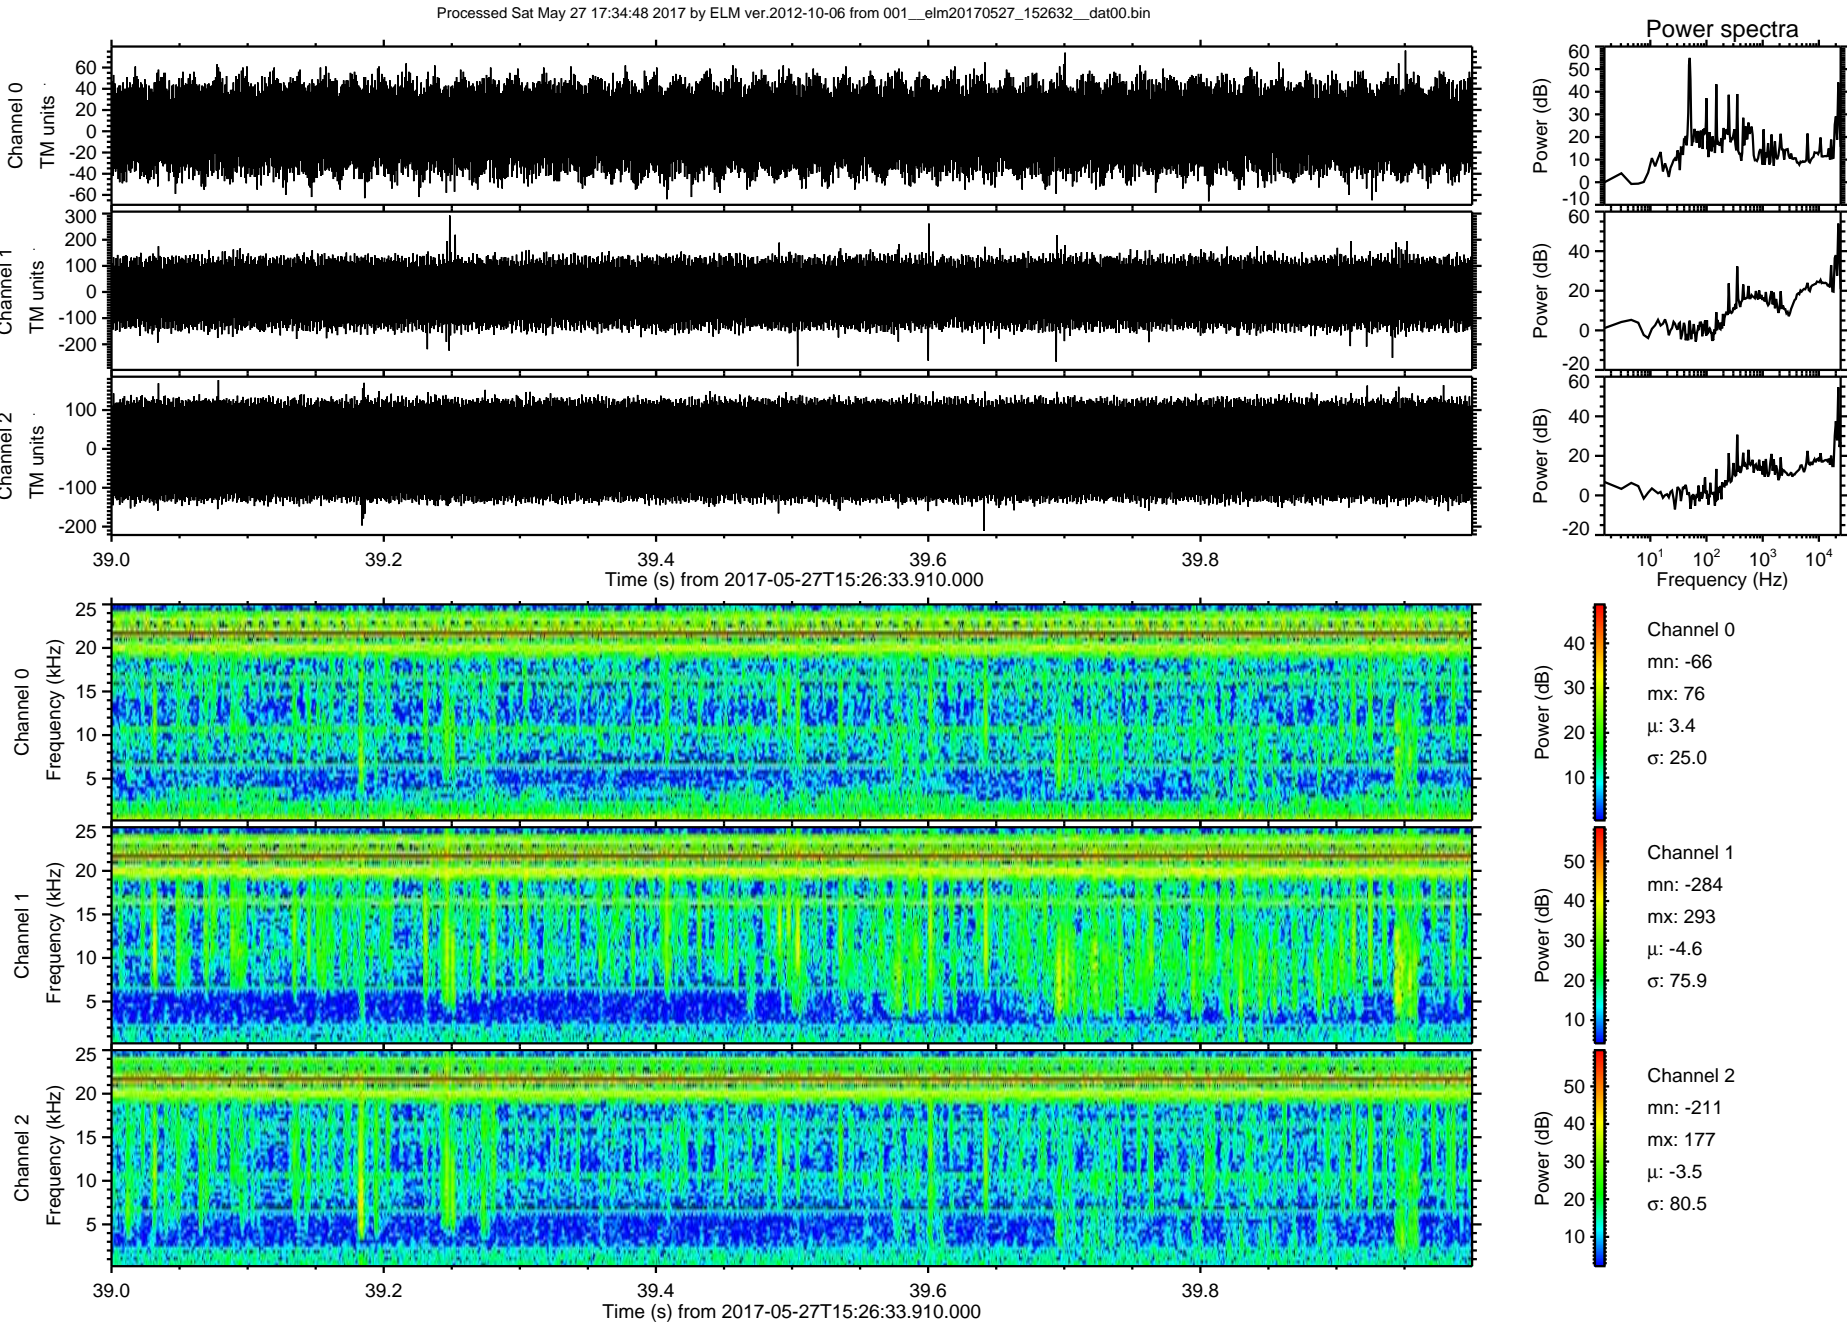 Processed Sat May 27 17:34:48 2017 by ELM ver.2012-10-06 from 001__elm20170527_152632__dat00.bin
Power spectra
Channel 0
TM units
60
40
20
0
-20
-40
-60
Power (dB)
60
50
40
30
20
10
0
-10
Channel 1
TM units
300
200
100
0
-100
-200
Power (dB)
60
40
20
0
-20
Channel 2
TM units
100
0
-100
-200
Power (dB)
60
40
20
0
-20
39.0 39.2 39.4 39.6 39.8
Time (s) from 2017-05-27T15:26:33.910.000
10^1 10^2 10^3 10^4
Frequency (Hz)
Channel 0
Frequency (kHz)
25
20
15
10
5
Power (dB)
40
30
20
10
Channel 0
mn: -66
mx: 76
μ: 3.4
σ: 25.0
Channel 1
Frequency (kHz)
25
20
15
10
5
Power (dB)
50
40
30
20
10
Channel 1
mn: -284
mx: 293
μ: -4.6
σ: 75.9
Channel 2
Frequency (kHz)
25
20
15
10
5
Power (dB)
50
40
30
20
10
Channel 2
mn: -211
mx: 177
μ: -3.5
σ: 80.5
39.0 39.2 39.4 39.6 39.8
Time (s) from 2017-05-27T15:26:33.910.000